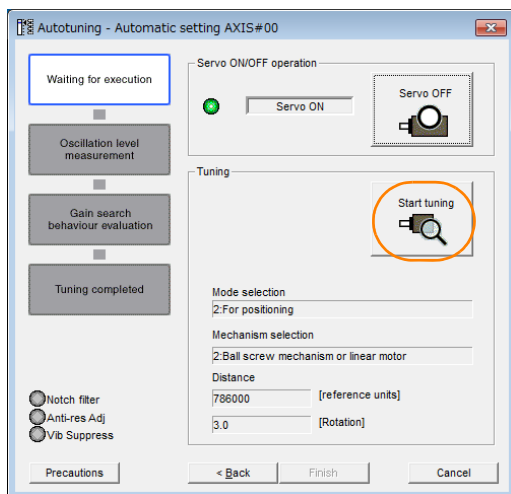 Autotuning - Automatic setting AXIS#00
Waiting for execution
Oscillation level
measurement
Gain search
behaviour evaluation
Tuning completed
Notch filter
Anti-res Adj
Vib Suppress
Servo ON/OFF operation
Servo ON
Servo OFF
Tuning
Start tuning
Mode selection
2:For positioning
Mechanism selection
2:Ball screw mechanism or linear motor
Distance
786000 [reference units]
3.0 [Rotation]
Precautions
< Back
Finish
Cancel